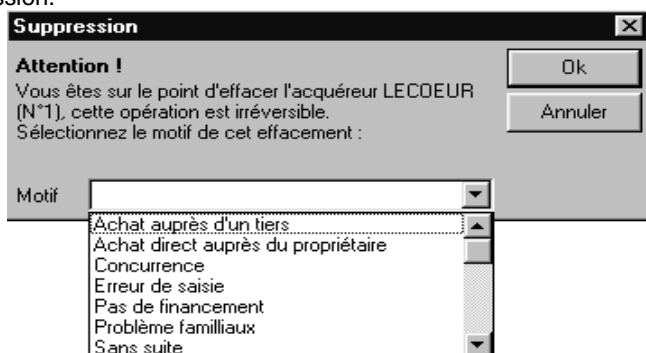 ssion.
Suppression
Attention !
Vous êtes sur le point d'effacer l'acquéreur LECOEUR
(N°1), cette opération est irréversible.
Sélectionnez le motif de cet effacement :
Ok
Annuler
Motif
Achat auprès d'un tiers
Achat direct auprès du propriétaire
Concurrence
Erreur de saisie
Pas de financement
Problème familliaux
Sans suite